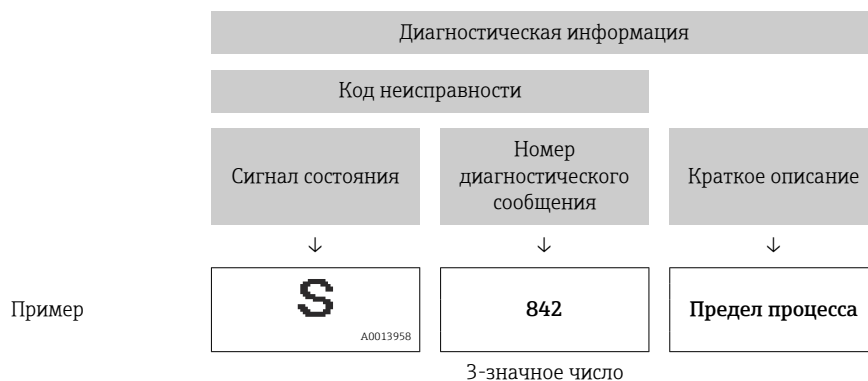 Диагностическая информация
Код неисправности
Сигнал состояния
Номер
диагностического
сообщения
Краткое описание
↓ ↓ ↓
Пример
S
A0013958
842
Предел процесса
3-значное число